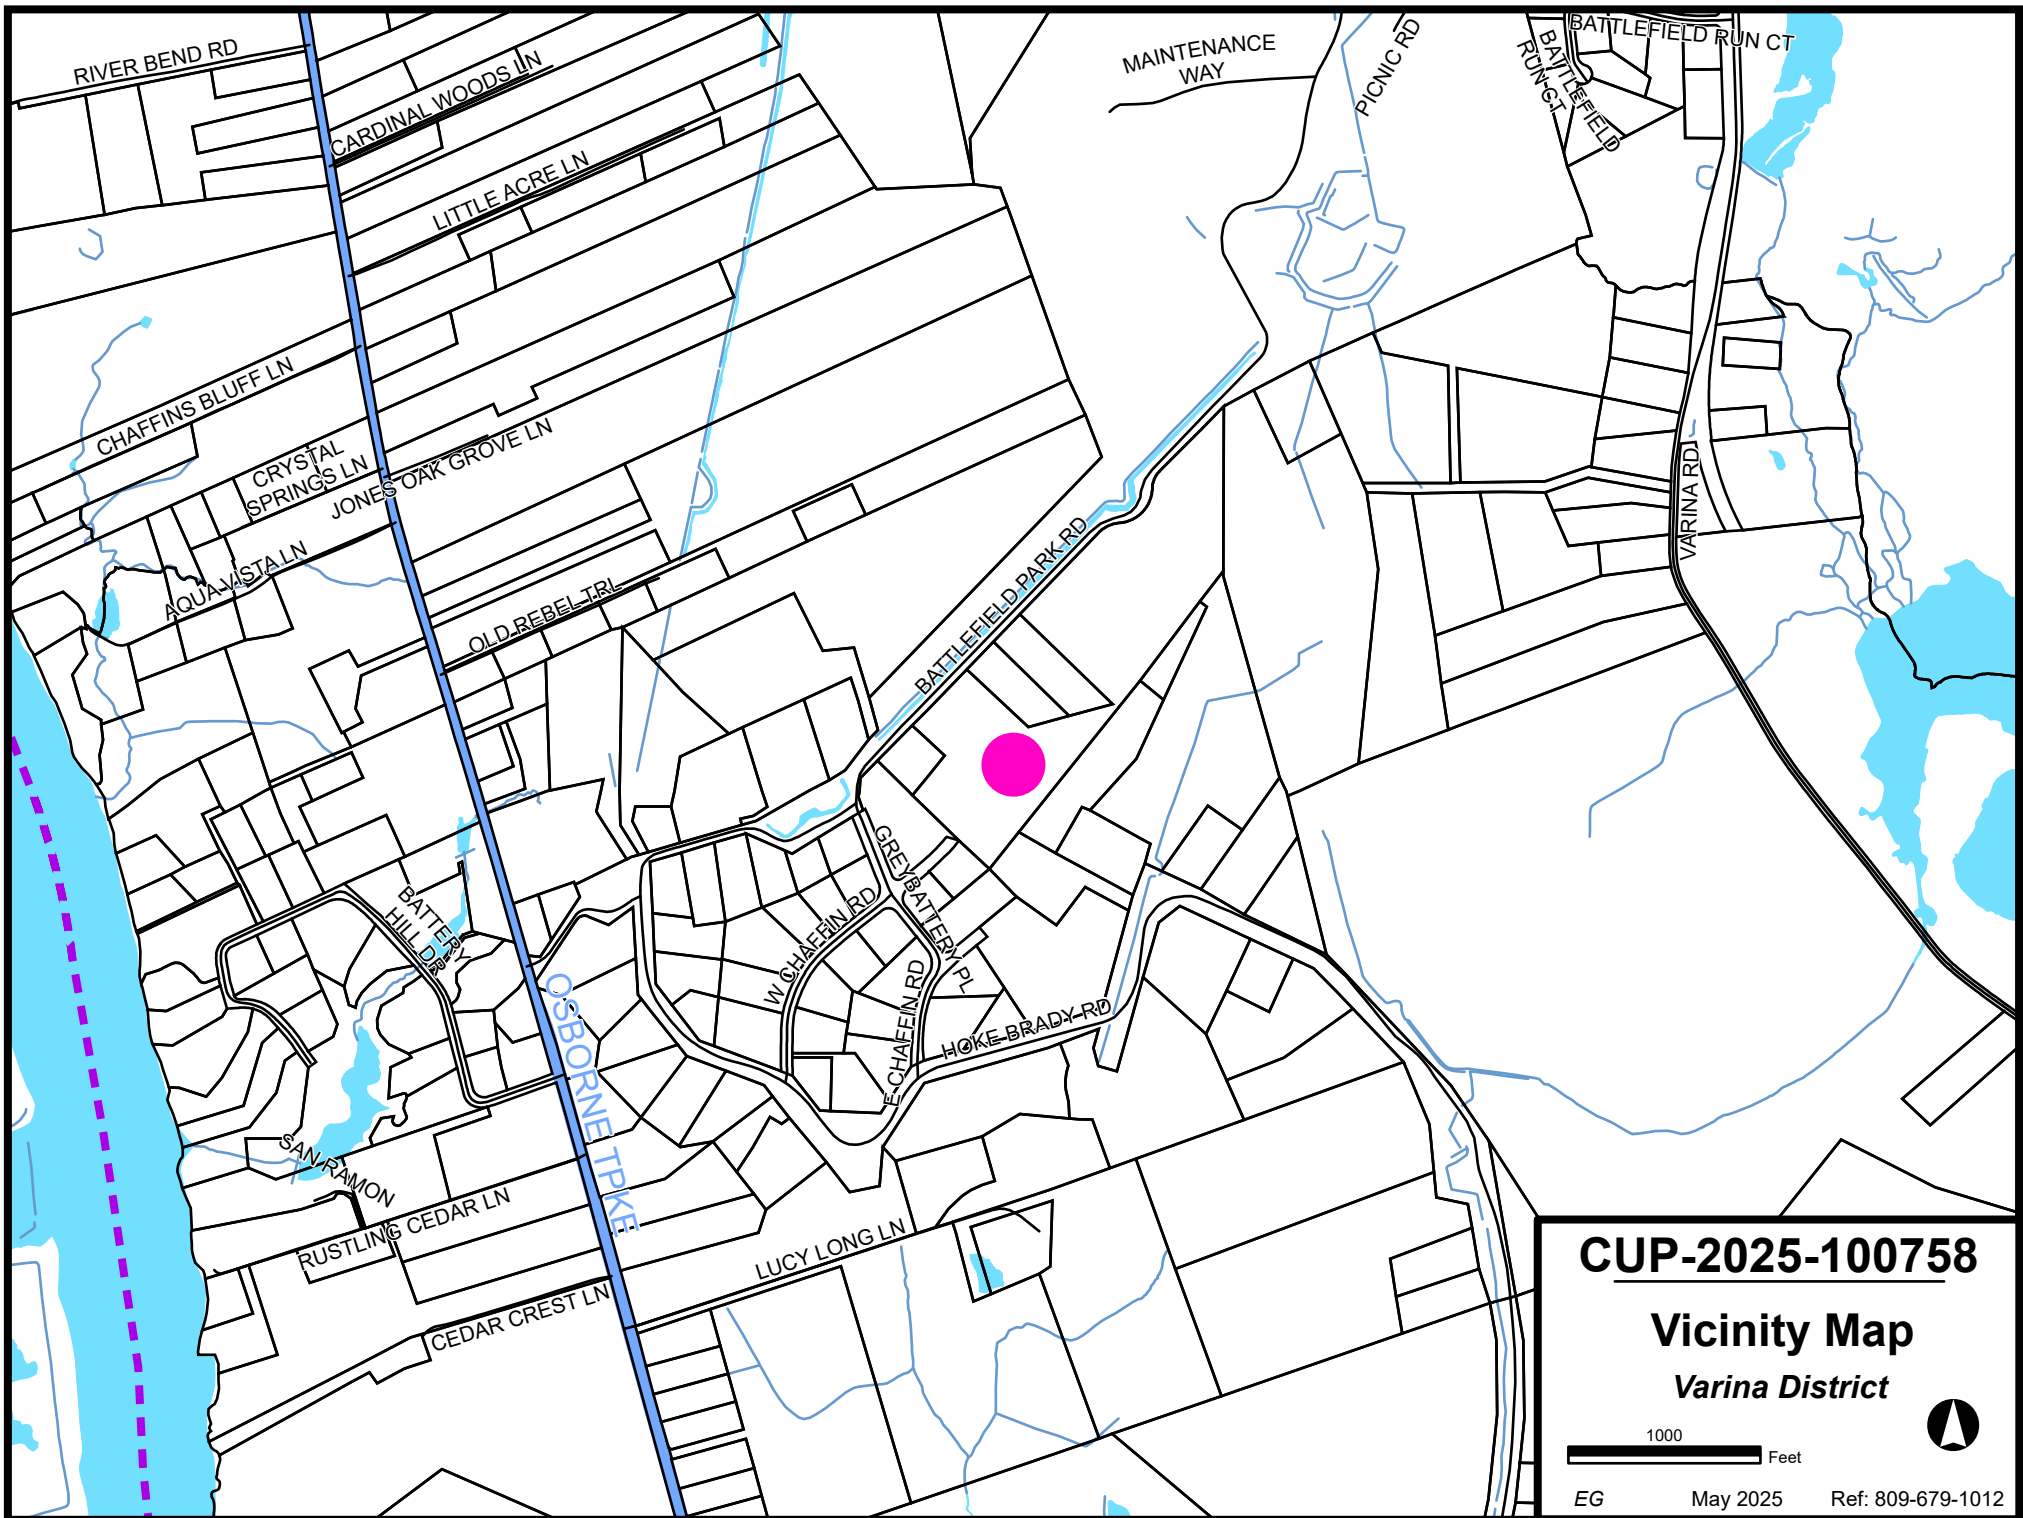 RIVER BEND RD
CARDINAL WOODS LN
LITTLE ACRE LN
MAINTENANCE
WAY
PICNIC RD
BATTLEFIELD RUN CT
BATTLEFIELD
RUN CT
CHAFFINS BLUFF LN
CRYSTAL
SPRINGS LN
JONES OAK GROVE LN
AQUA VISTA LN
OLD REBEL TRL
BATTLEFIELD PARK RD
VARINA RD
BATTERY
HILL DR
W CHAFFIN RD
GREYBATTERY PL
E CHAFFIN RD
HOKE BRADY RD
OSBORNE TPKE
SAN RAMON
RUSTLING CEDAR LN
LUCY LONG LN
CEDAR CREST LN
CUP-2025-100758
Vicinity Map
Varina District
1000
Feet
EG May 2025 Ref: 809-679-1012